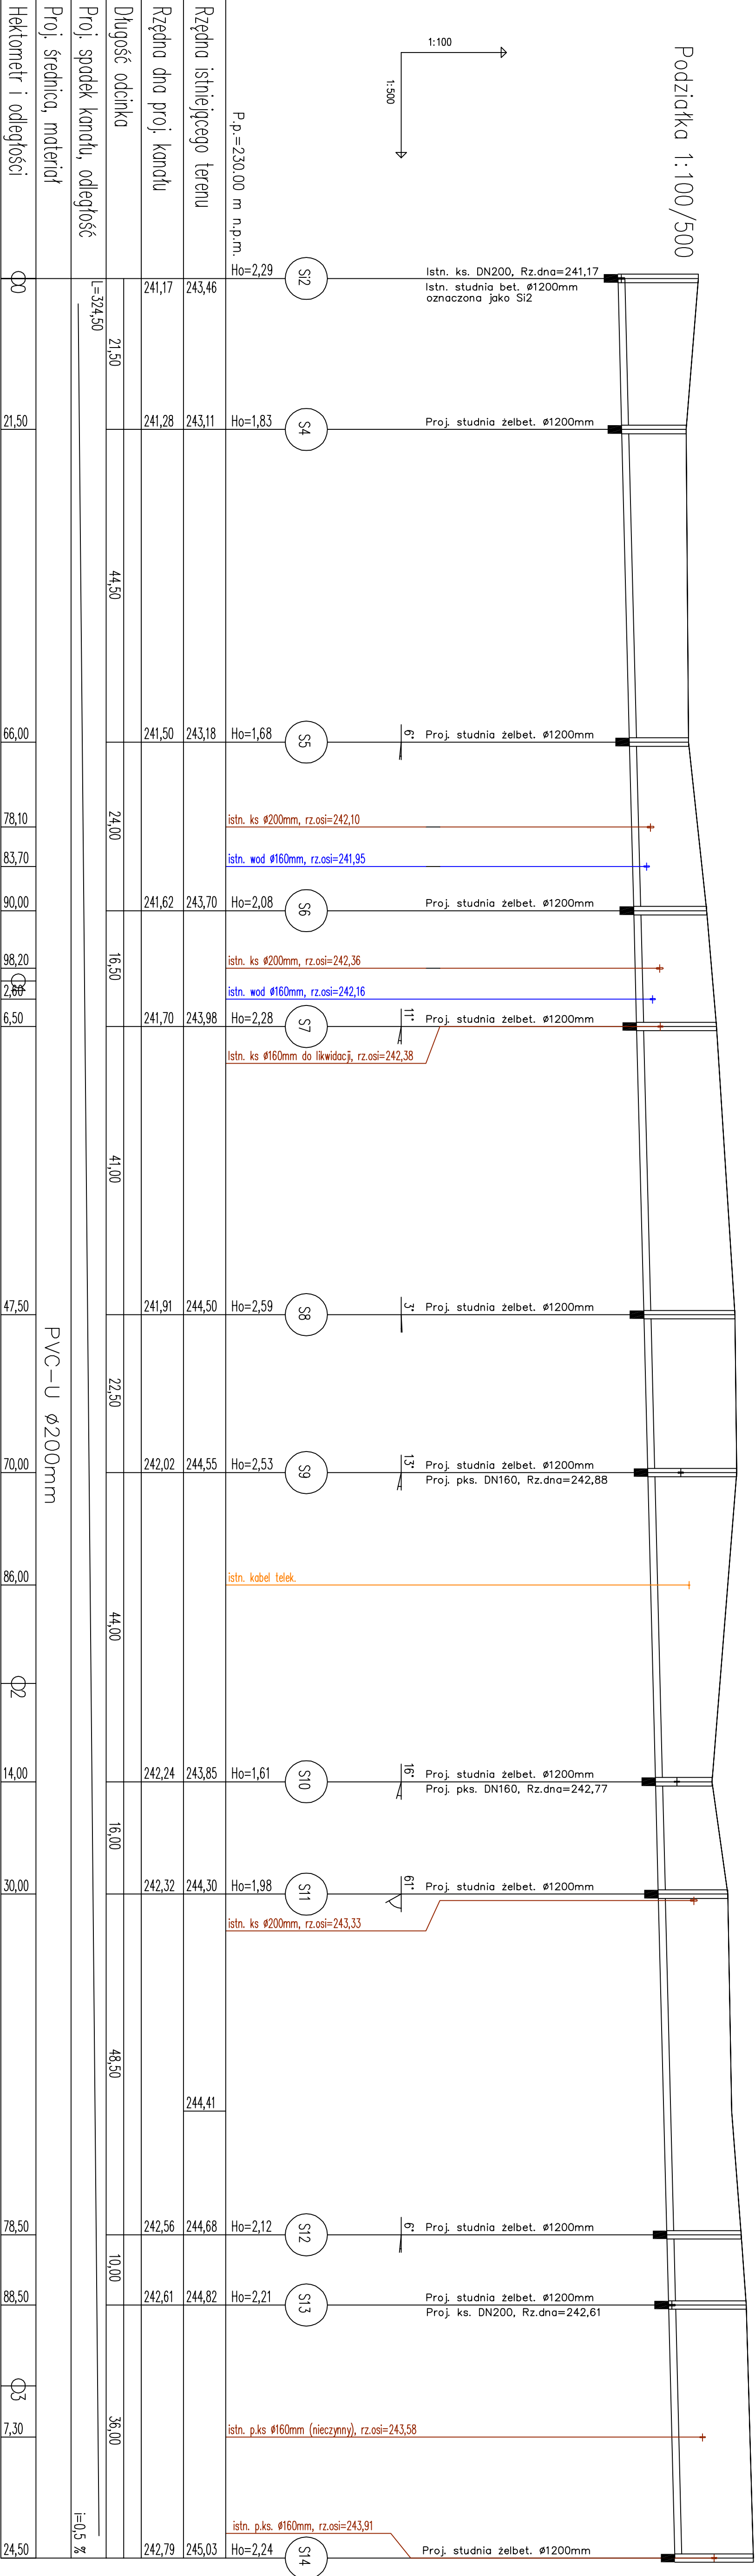 Podziałka 1:100/500
1:100
1:500
P.p.=230.00 m n.p.m.
Rzędna istniejącego terenu
Rzędna dna proj. kanału
Długość odcinka
Proj. spadek kanału, odległość
Proj. średnica, materiał
Hektometr i odległości
Istn. ks. DN200, Rz.dna=241,17
Istn. studnia bet. ø1200mm
oznaczona jako Si2
Si2
Ho=2,29
243,46
241,17
L=324,50
0
21,50
Proj. studnia żelbet. ø1200mm
S4
Ho=1,83
243,11
241,28
21,50
44,50
Proj. studnia żelbet. ø1200mm
6°
S5
Ho=1,68
243,18
241,50
66,00
istn. ks ø200mm, rz.osi=242,10
78,10
24,00
istn. wod ø160mm, rz.osi=241,95
83,70
Proj. studnia żelbet. ø1200mm
S6
Ho=2,08
243,70
241,62
90,00
istn. ks ø200mm, rz.osi=242,36
16,50
98,20
1
istn. wod ø160mm, rz.osi=242,16
2,60
Proj. studnia żelbet. ø1200mm
11°
S7
Ho=2,28
243,98
241,70
6,50
Istn. ks ø160mm do likwidacji, rz.osi=242,38
41,00
Proj. studnia żelbet. ø1200mm
3°
S8
Ho=2,59
244,50
241,91
47,50
PVC-U ø200mm
22,50
Proj. studnia żelbet. ø1200mm
Proj. pks. DN160, Rz.dna=242,88
13°
S9
Ho=2,53
244,55
242,02
70,00
istn. kabel telek.
86,00
44,00
2
Proj. studnia żelbet. ø1200mm
Proj. pks. DN160, Rz.dna=242,77
16°
S10
Ho=1,61
243,85
242,24
14,00
16,00
Proj. studnia żelbet. ø1200mm
61°
S11
Ho=1,98
244,30
242,32
30,00
istn. ks ø200mm, rz.osi=243,33
48,50
244,41
Proj. studnia żelbet. ø1200mm
6°
S12
Ho=2,12
244,68
242,56
78,50
10,00
Proj. studnia żelbet. ø1200mm
Proj. ks. DN200, Rz.dna=242,61
S13
Ho=2,21
244,82
242,61
88,50
3
36,00
istn. p.ks ø160mm (nieczynny), rz.osi=243,58
7,30
istn. p.ks. ø160mm, rz.osi=243,91
i=0,5 %
Proj. studnia żelbet. ø1200mm
S14
Ho=2,24
245,03
242,79
24,50